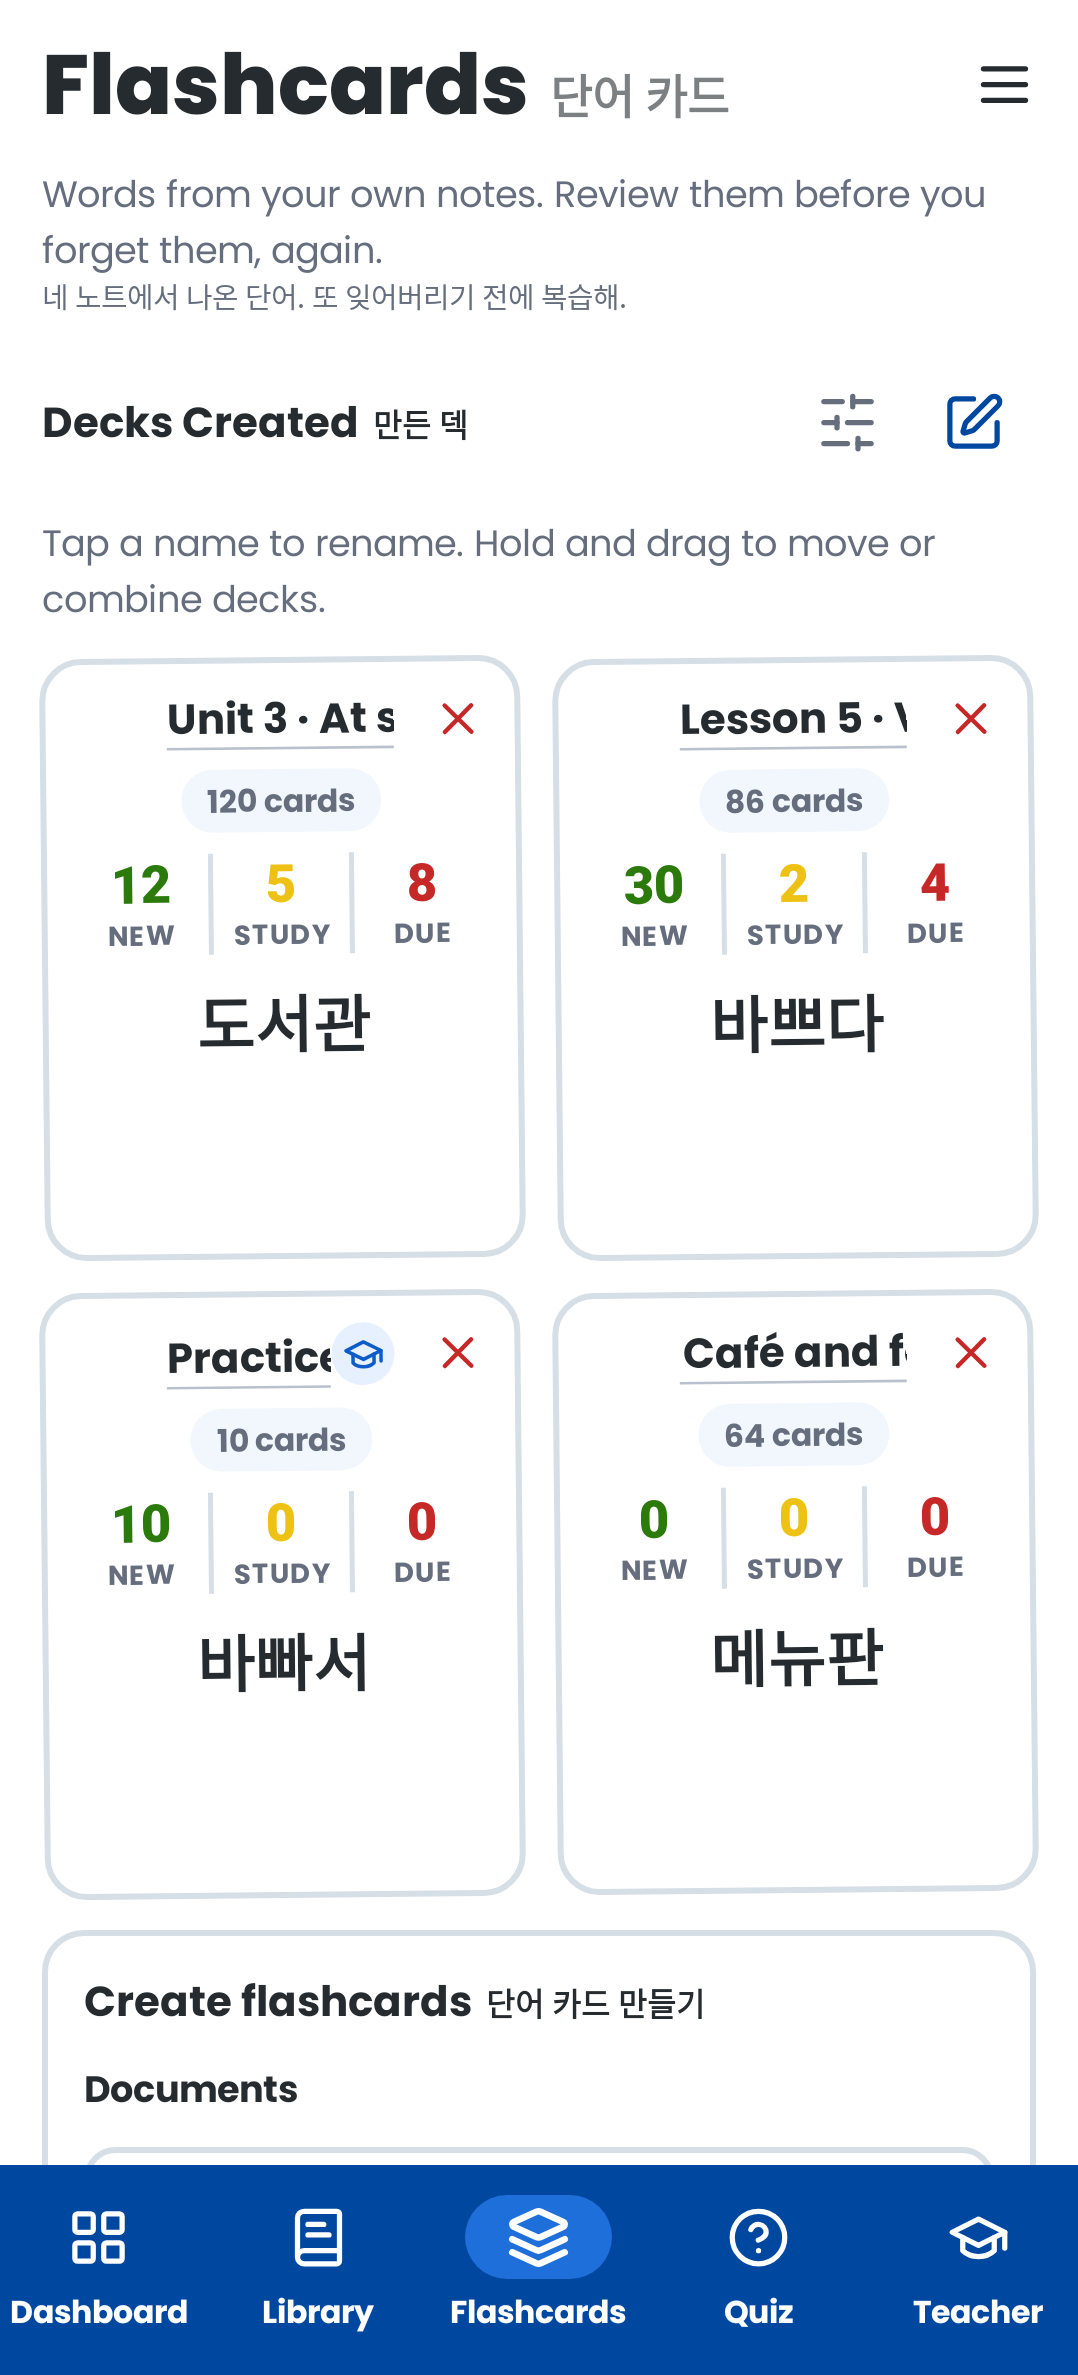 Flashcards 단어 카드
Words from your own notes. Review them before you
forget them, again.
네 노트에서 나온 단어. 또 잊어버리기 전에 복습해.
Decks Created 만든 덱
Tap a name to rename. Hold and drag to move or
combine decks.
Unit 3 · At s
120 cards
12 5 8
NEW STUDY DUE
도서관
Lesson 5 ·
86 cards
30 2 4
NEW STUDY DUE
바쁘다
Practice
10 cards
10 0 0
NEW STUDY DUE
바빠서
Café and f
64 cards
0 0 0
NEW STUDY DUE
메뉴판
Create flashcards 단어 카드 만들기
Documents
Dashboard Library Flashcards Quiz Teacher